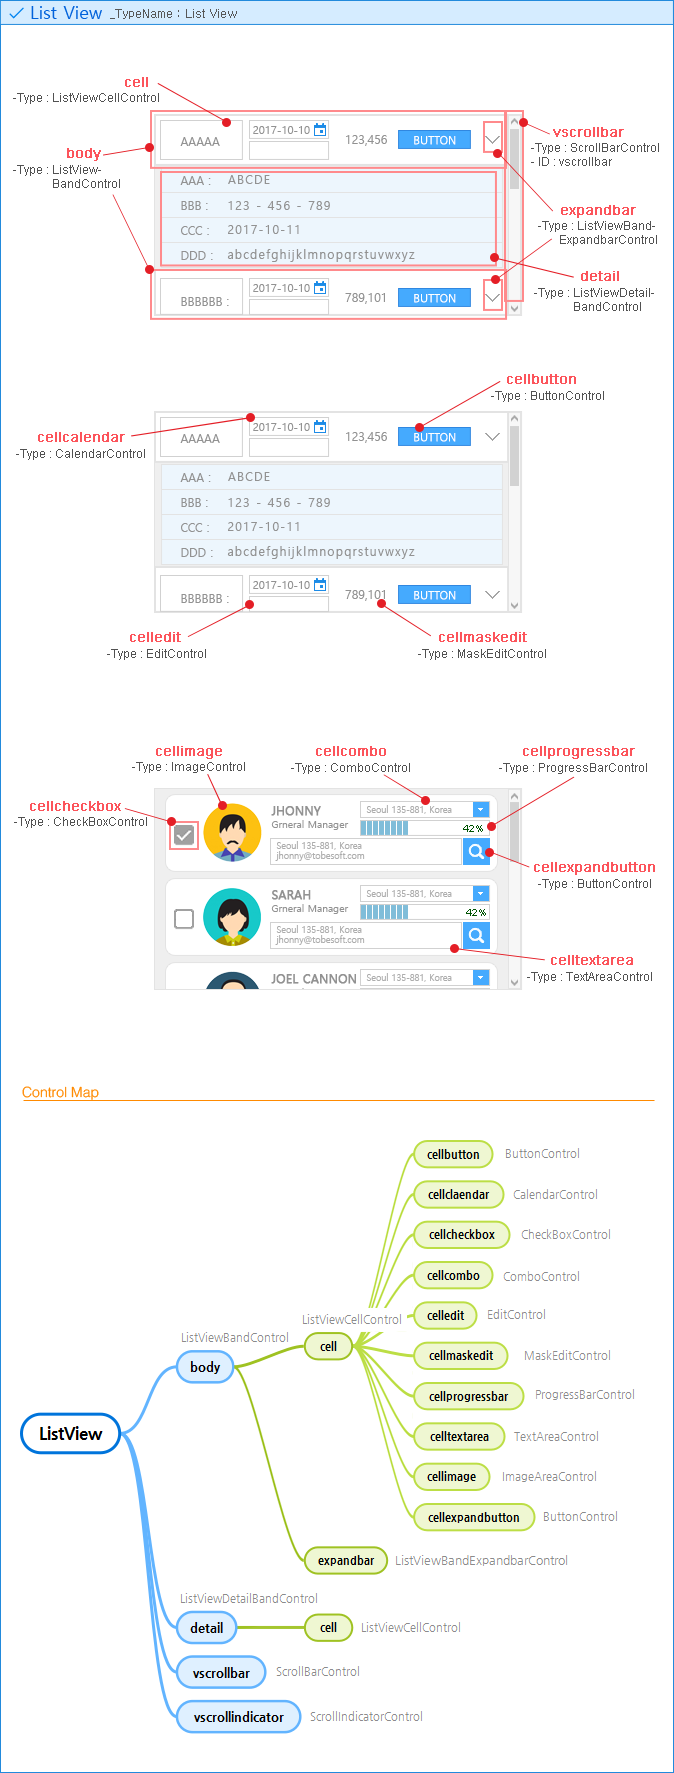 List View _TypeName : List View
cell
-Type : ListViewCellControl
body
-Type : ListView-
BandControl
AAAAA
2017-10-10
123,456
BUTTON
vscrollbar
-Type : ScrollBarControl
- ID : vscrollbar
AAA : ABCDE
BBB : 123 - 456 - 789
CCC : 2017-10-11
DDD : abcdefghijklmnopqrstuvwxyz
expandbar
-Type : ListViewBand-
ExpandbarControl
detail
-Type : ListViewDetail-
BandControl
BBBBBB :
2017-10-10
789,101
BUTTON
cellbutton
-Type : ButtonControl
cellcalendar
-Type : CalendarControl
AAAAA
2017-10-10
123,456
BUTTON
AAA : ABCDE
BBB : 123 - 456 - 789
CCC : 2017-10-11
DDD : abcdefghijklmnopqrstuvwxyz
BBBBBB :
2017-10-10
789,101
BUTTON
celledit
-Type : EditControl
cellmaskedit
-Type : MaskEditControl
cellimage
-Type : ImageControl
cellcombo
-Type : ComboControl
cellprogressbar
-Type : ProgressBarControl
cellcheckbox
-Type : CheckBoxControl
JHONNY
Grneral Manager
Seoul 135-881, Korea
42%
Seoul 135-881, Korea
jhonny@tobesoft.com
cellexpandbutton
-Type : ButtonControl
SARAH
Grneral Manager
Seoul 135-881, Korea
42%
Seoul 135-881, Korea
jhonny@tobesoft.com
celltextarea
-Type : TextAreaControl
JOEL CANNON
Seoul 135-881, Korea
Control Map
cellbutton ButtonControl
cellclaendar CalendarControl
cellcheckbox CheckBoxControl
cellcombo ComboControl
celledit EditControl
ListViewCellControl
cell
ListViewBandControl
body
cellmaskedit MaskEditControl
cellprogressbar ProgressBarControl
ListView
celltextarea TextAreaControl
cellimage ImageAreaControl
cellexpandbutton ButtonControl
expandbar ListViewBandExpandbarControl
ListViewDetailBandControl
detail
cell ListViewCellControl
vscrollbar ScrollBarControl
vscrollindicator ScrollIndicatorControl